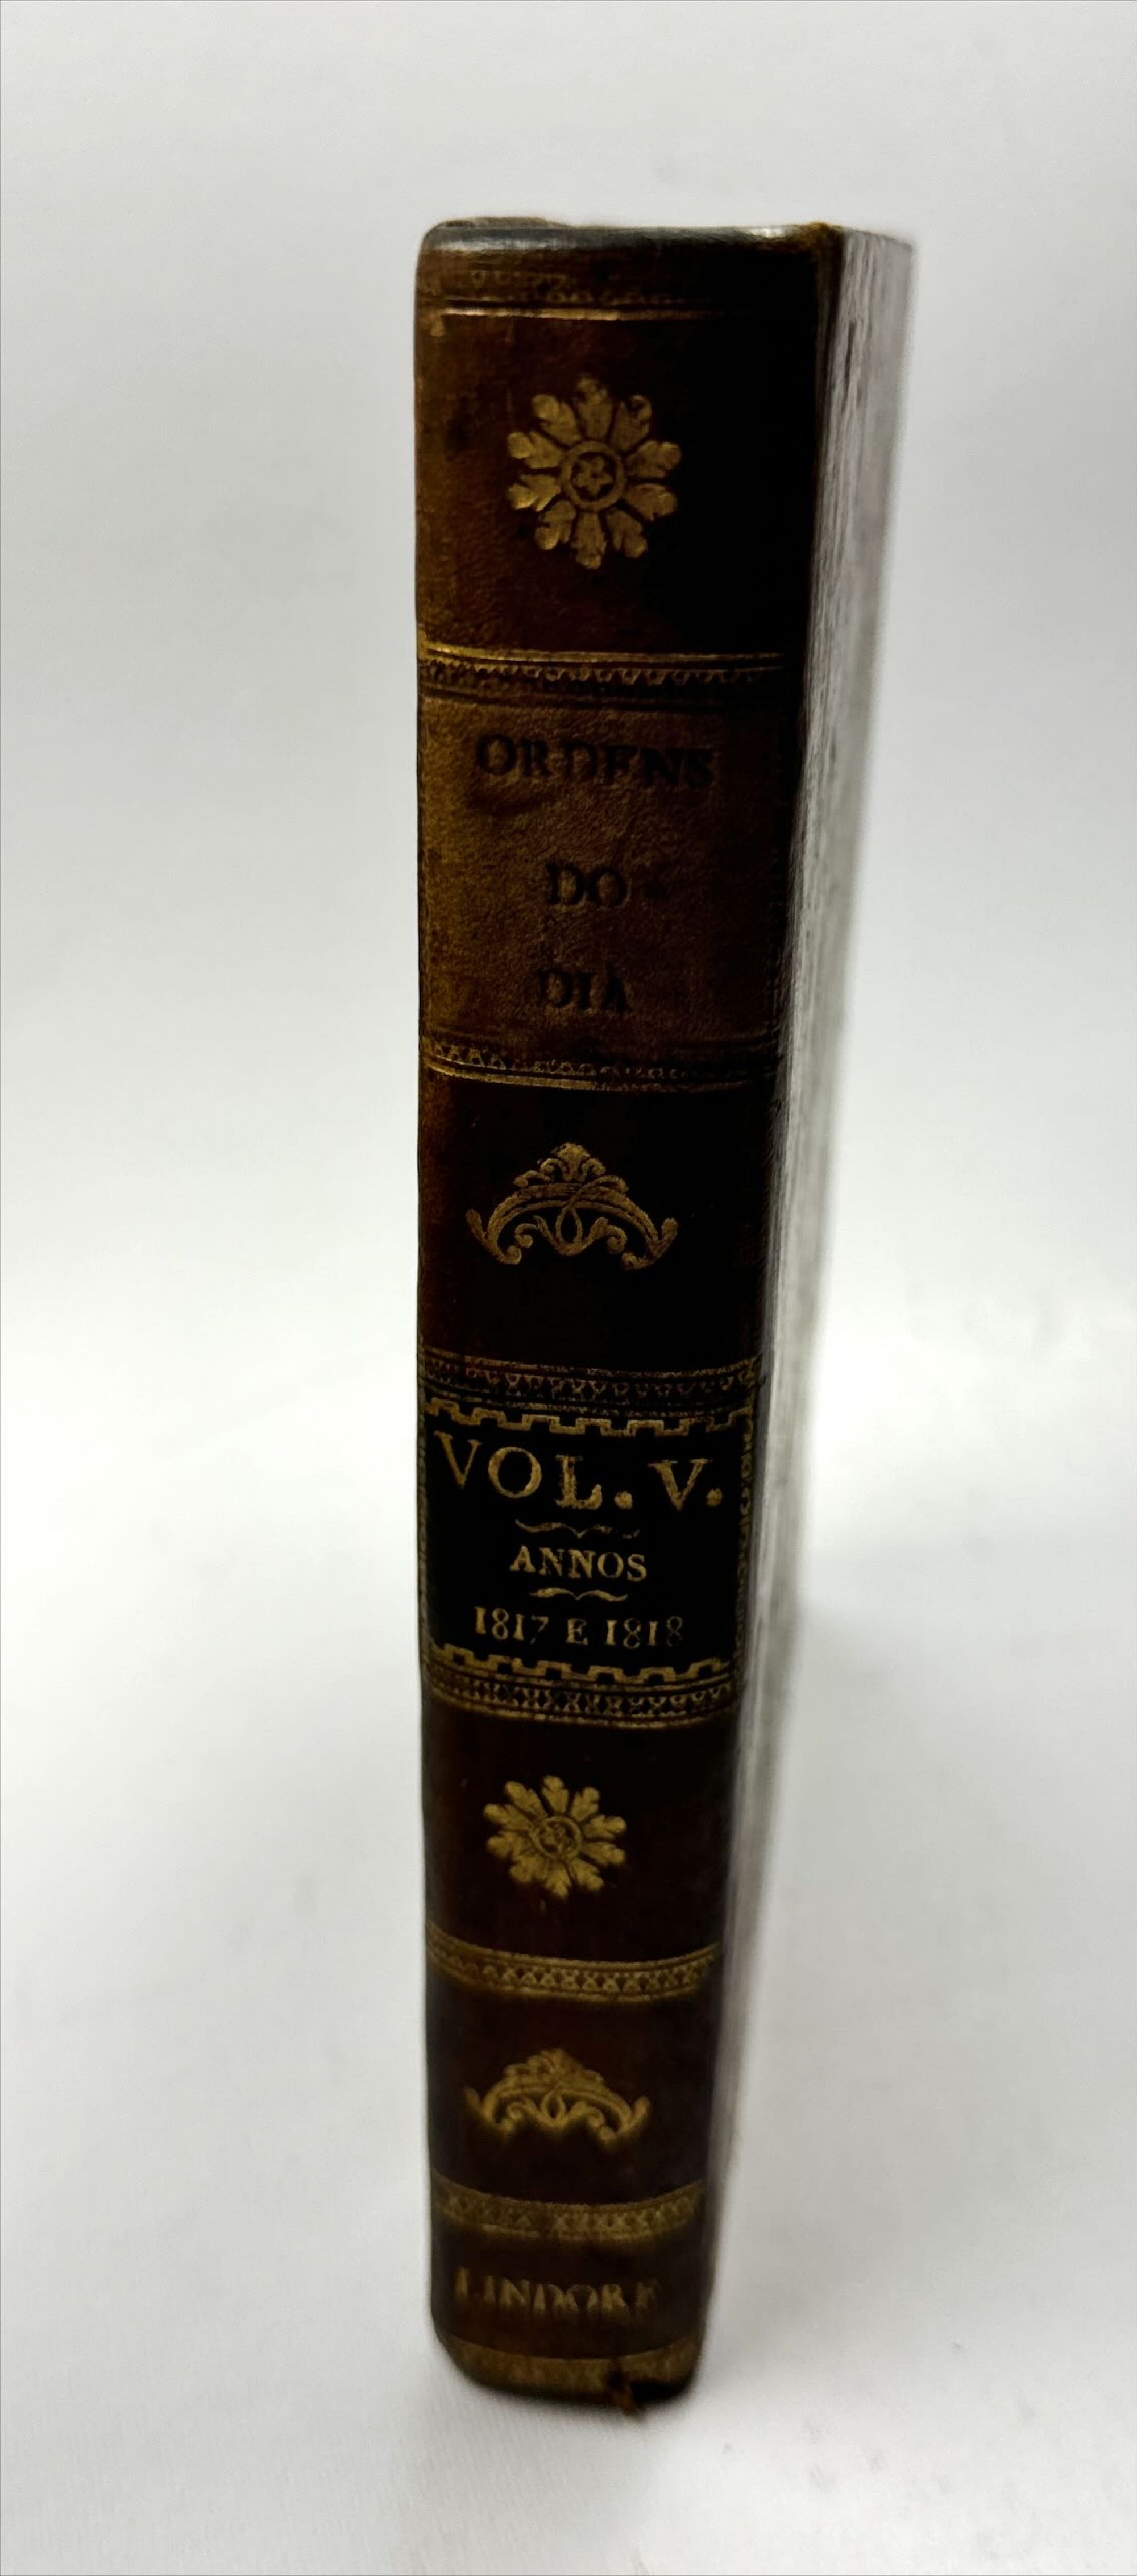 ORDENS
DO
DIA
VOL. V.
ANNOS
1817 E 1818